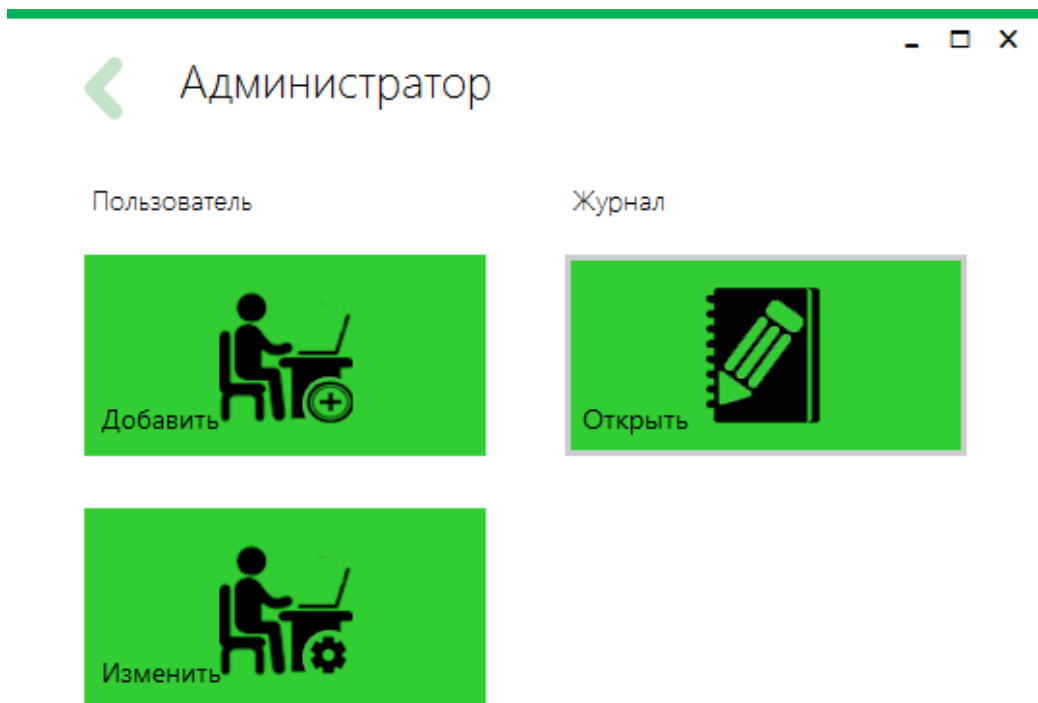 Администратор
Пользователь
Журнал
Добавить
Открыть
Изменить